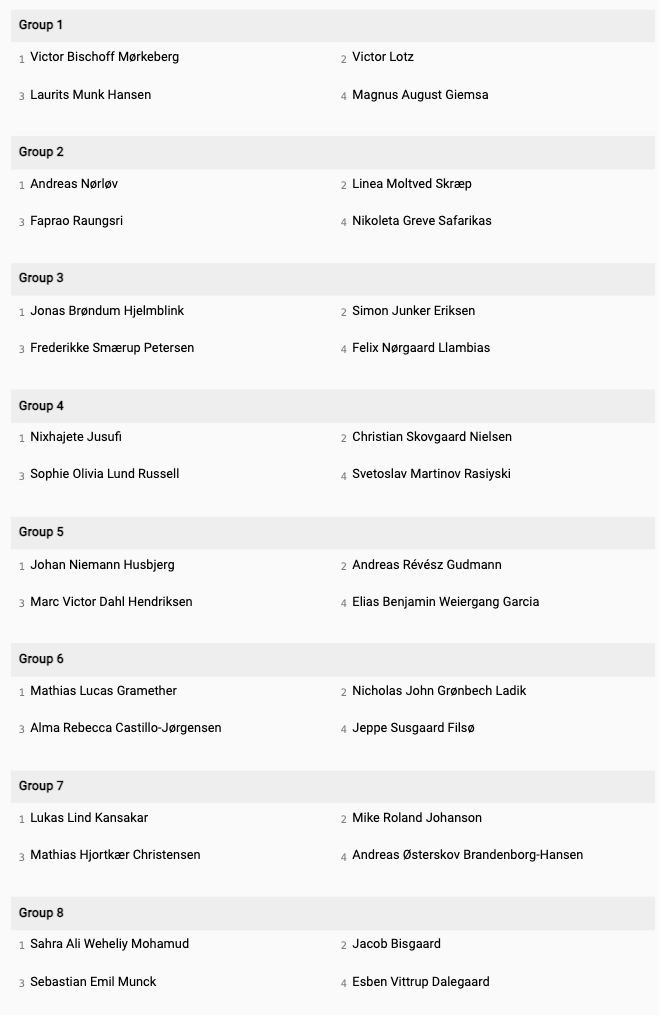 Group 1
1 Victor Bischoff Mørkeberg 2 Victor Lotz
3 Laurits Munk Hansen 4 Magnus August Giemsa
Group 2
1 Andreas Nørløv 2 Linea Moltved Skræp
3 Faprao Raungsri 4 Nikoleta Greve Safarikas
Group 3
1 Jonas Brøndum Hjelmblink 2 Simon Junker Eriksen
3 Frederikke Smærup Petersen 4 Felix Nørgaard Llambias
Group 4
1 Nixhajete Jusufi 2 Christian Skovgaard Nielsen
3 Sophie Olivia Lund Russell 4 Svetoslav Martinov Rasiyski
Group 5
1 Johan Niemann Husbjerg 2 Andreas Révész Gudmann
3 Marc Victor Dahl Hendriksen 4 Elias Benjamin Weiergang Garcia
Group 6
1 Mathias Lucas Gramether 2 Nicholas John Grønbech Ladik
3 Alma Rebecca Castillo-Jørgensen 4 Jeppe Susgaard Filsø
Group 7
1 Lukas Lind Kansakar 2 Mike Roland Johanson
3 Mathias Hjortkær Christensen 4 Andreas Østerskov Brandenborg-Hansen
Group 8
1 Sahra Ali Weheliy Mohamud 2 Jacob Bisgaard
3 Sebastian Emil Munck 4 Esben Vittrup Dalegaard